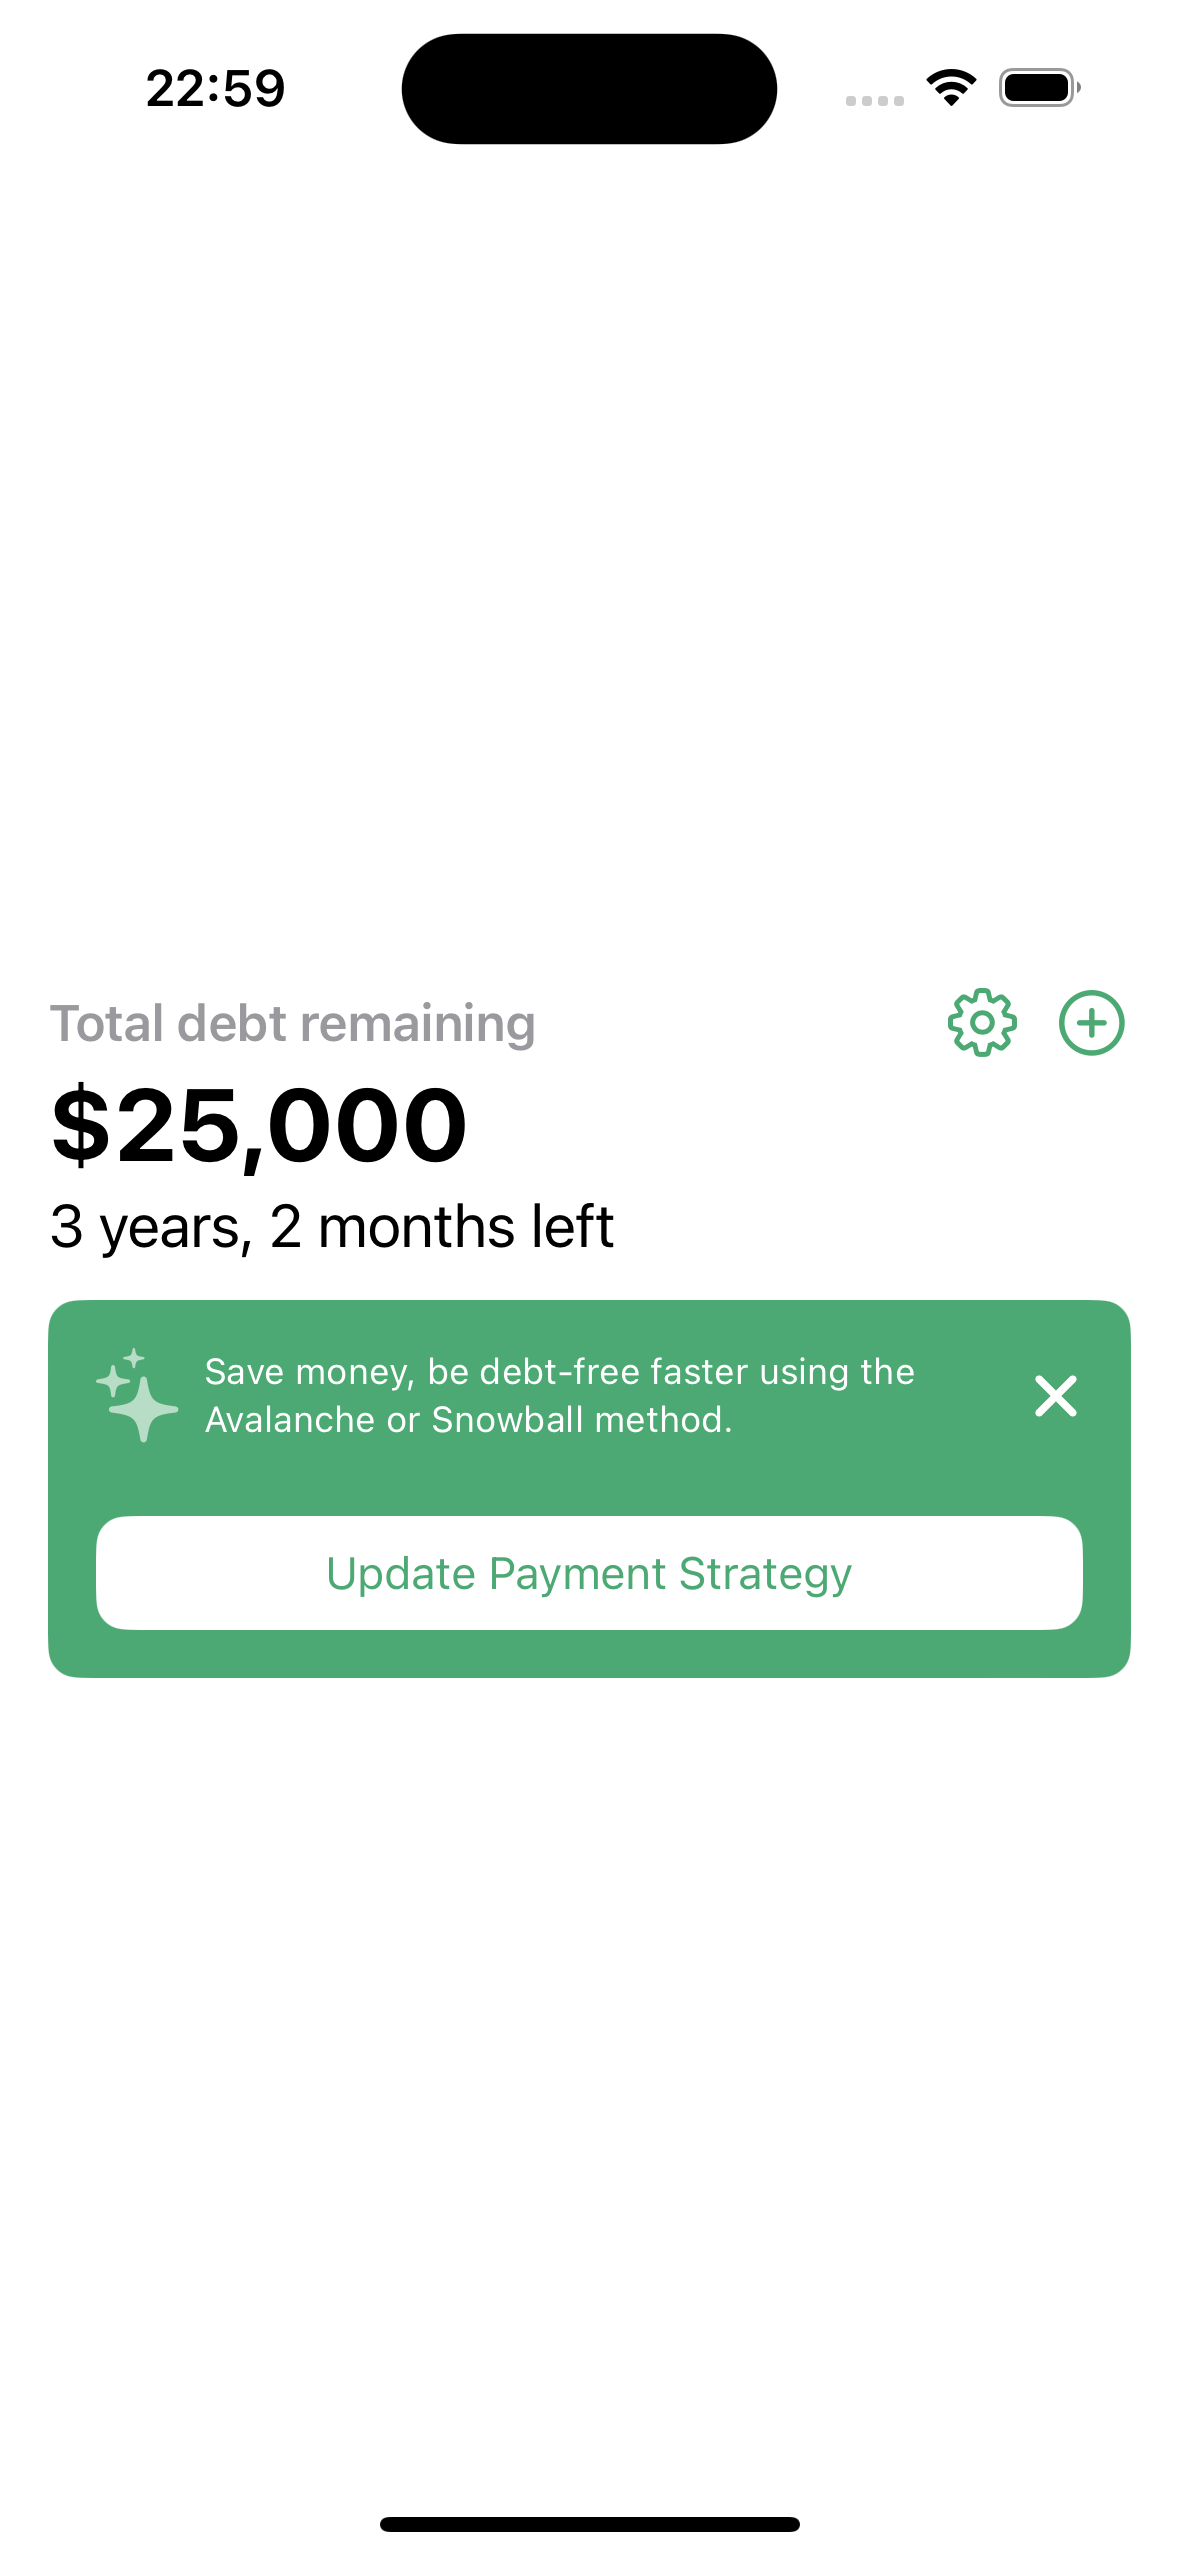 22:59
Total debt remaining
$25,000
3 years, 2 months left
Save money, be debt-free faster using the
Avalanche or Snowball method.
Update Payment Strategy